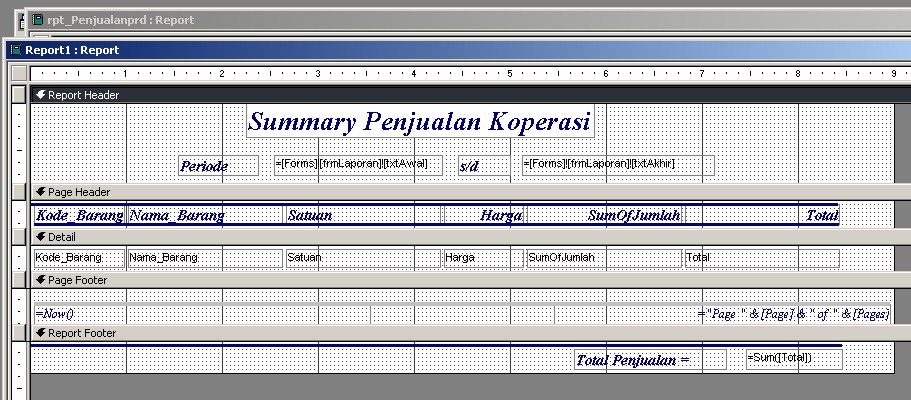 rpt_Penjualanprd : Report
Report1 : Report
1 2 3 4 5 6 7 8 9
Report Header
Summary Penjualan Koperasi
Periode =[Forms]![frmLaporan]![txtAwal] s/d =[Forms]![frmLaporan]![txtAkhir]
Page Header
Kode_Barang Nama_Barang Satuan Harga SumOfJumlah Total
Detail
Kode_Barang Nama_Barang Satuan Harga SumOfJumlah Total
Page Footer
=Now() ="Page " & [Page] & " of " & [Pages]
Report Footer
Total Penjualan = =Sum([Total])